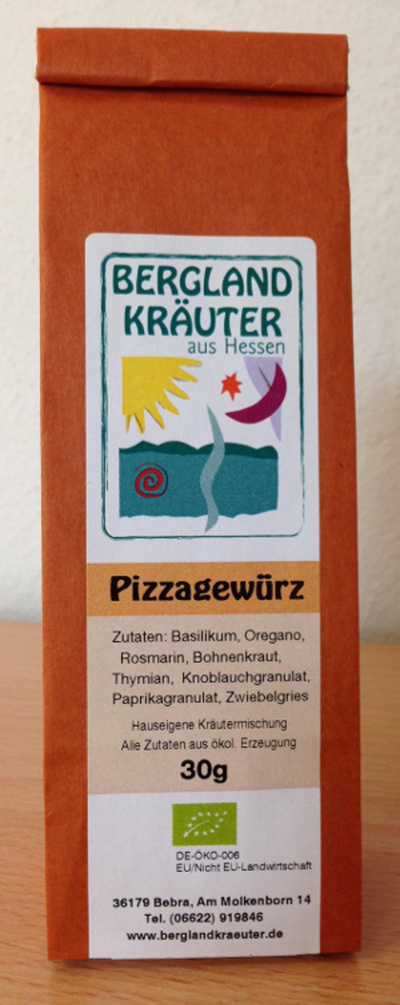 BERGLAND
KRÄUTER
aus Hessen
Pizzagewürz
Zutaten: Basilikum, Oregano,
Rosmarin, Bohnenkraut,
Thymian, Knoblauchgranulat,
Paprikagranulat, Zwiebelgries
Hauseigene Kräutermischung
Alle Zutaten aus ökol. Erzeugung
30g
DE-ÖKO-006
EU/Nicht EU-Landwirtschaft
36179 Bebra, Am Molkenborn 14
Tel. (06622) 919846
www.berglandkraeuter.de